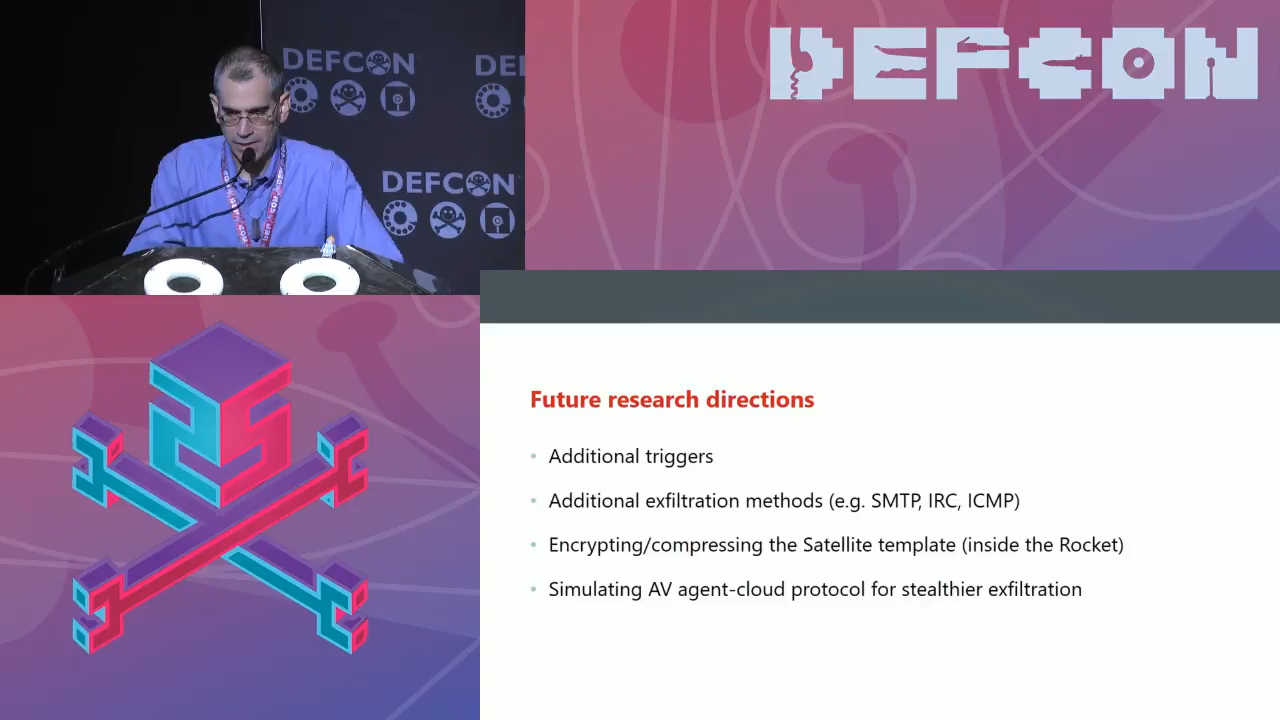 DEFCON
DEF
DEFCON
DEFCON
Future research directions
• Additional triggers
• Additional exfiltration methods (e.g. SMTP, IRC, ICMP)
• Encrypting/compressing the Satellite template (inside the Rocket)
• Simulating AV agent-cloud protocol for stealthier exfiltration